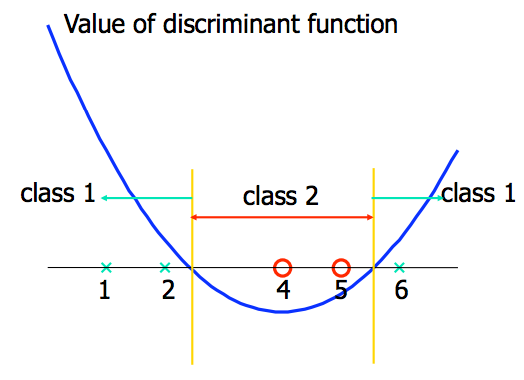 Value of discriminant function
class 1
class 2
class 1
1
2
4
5
6